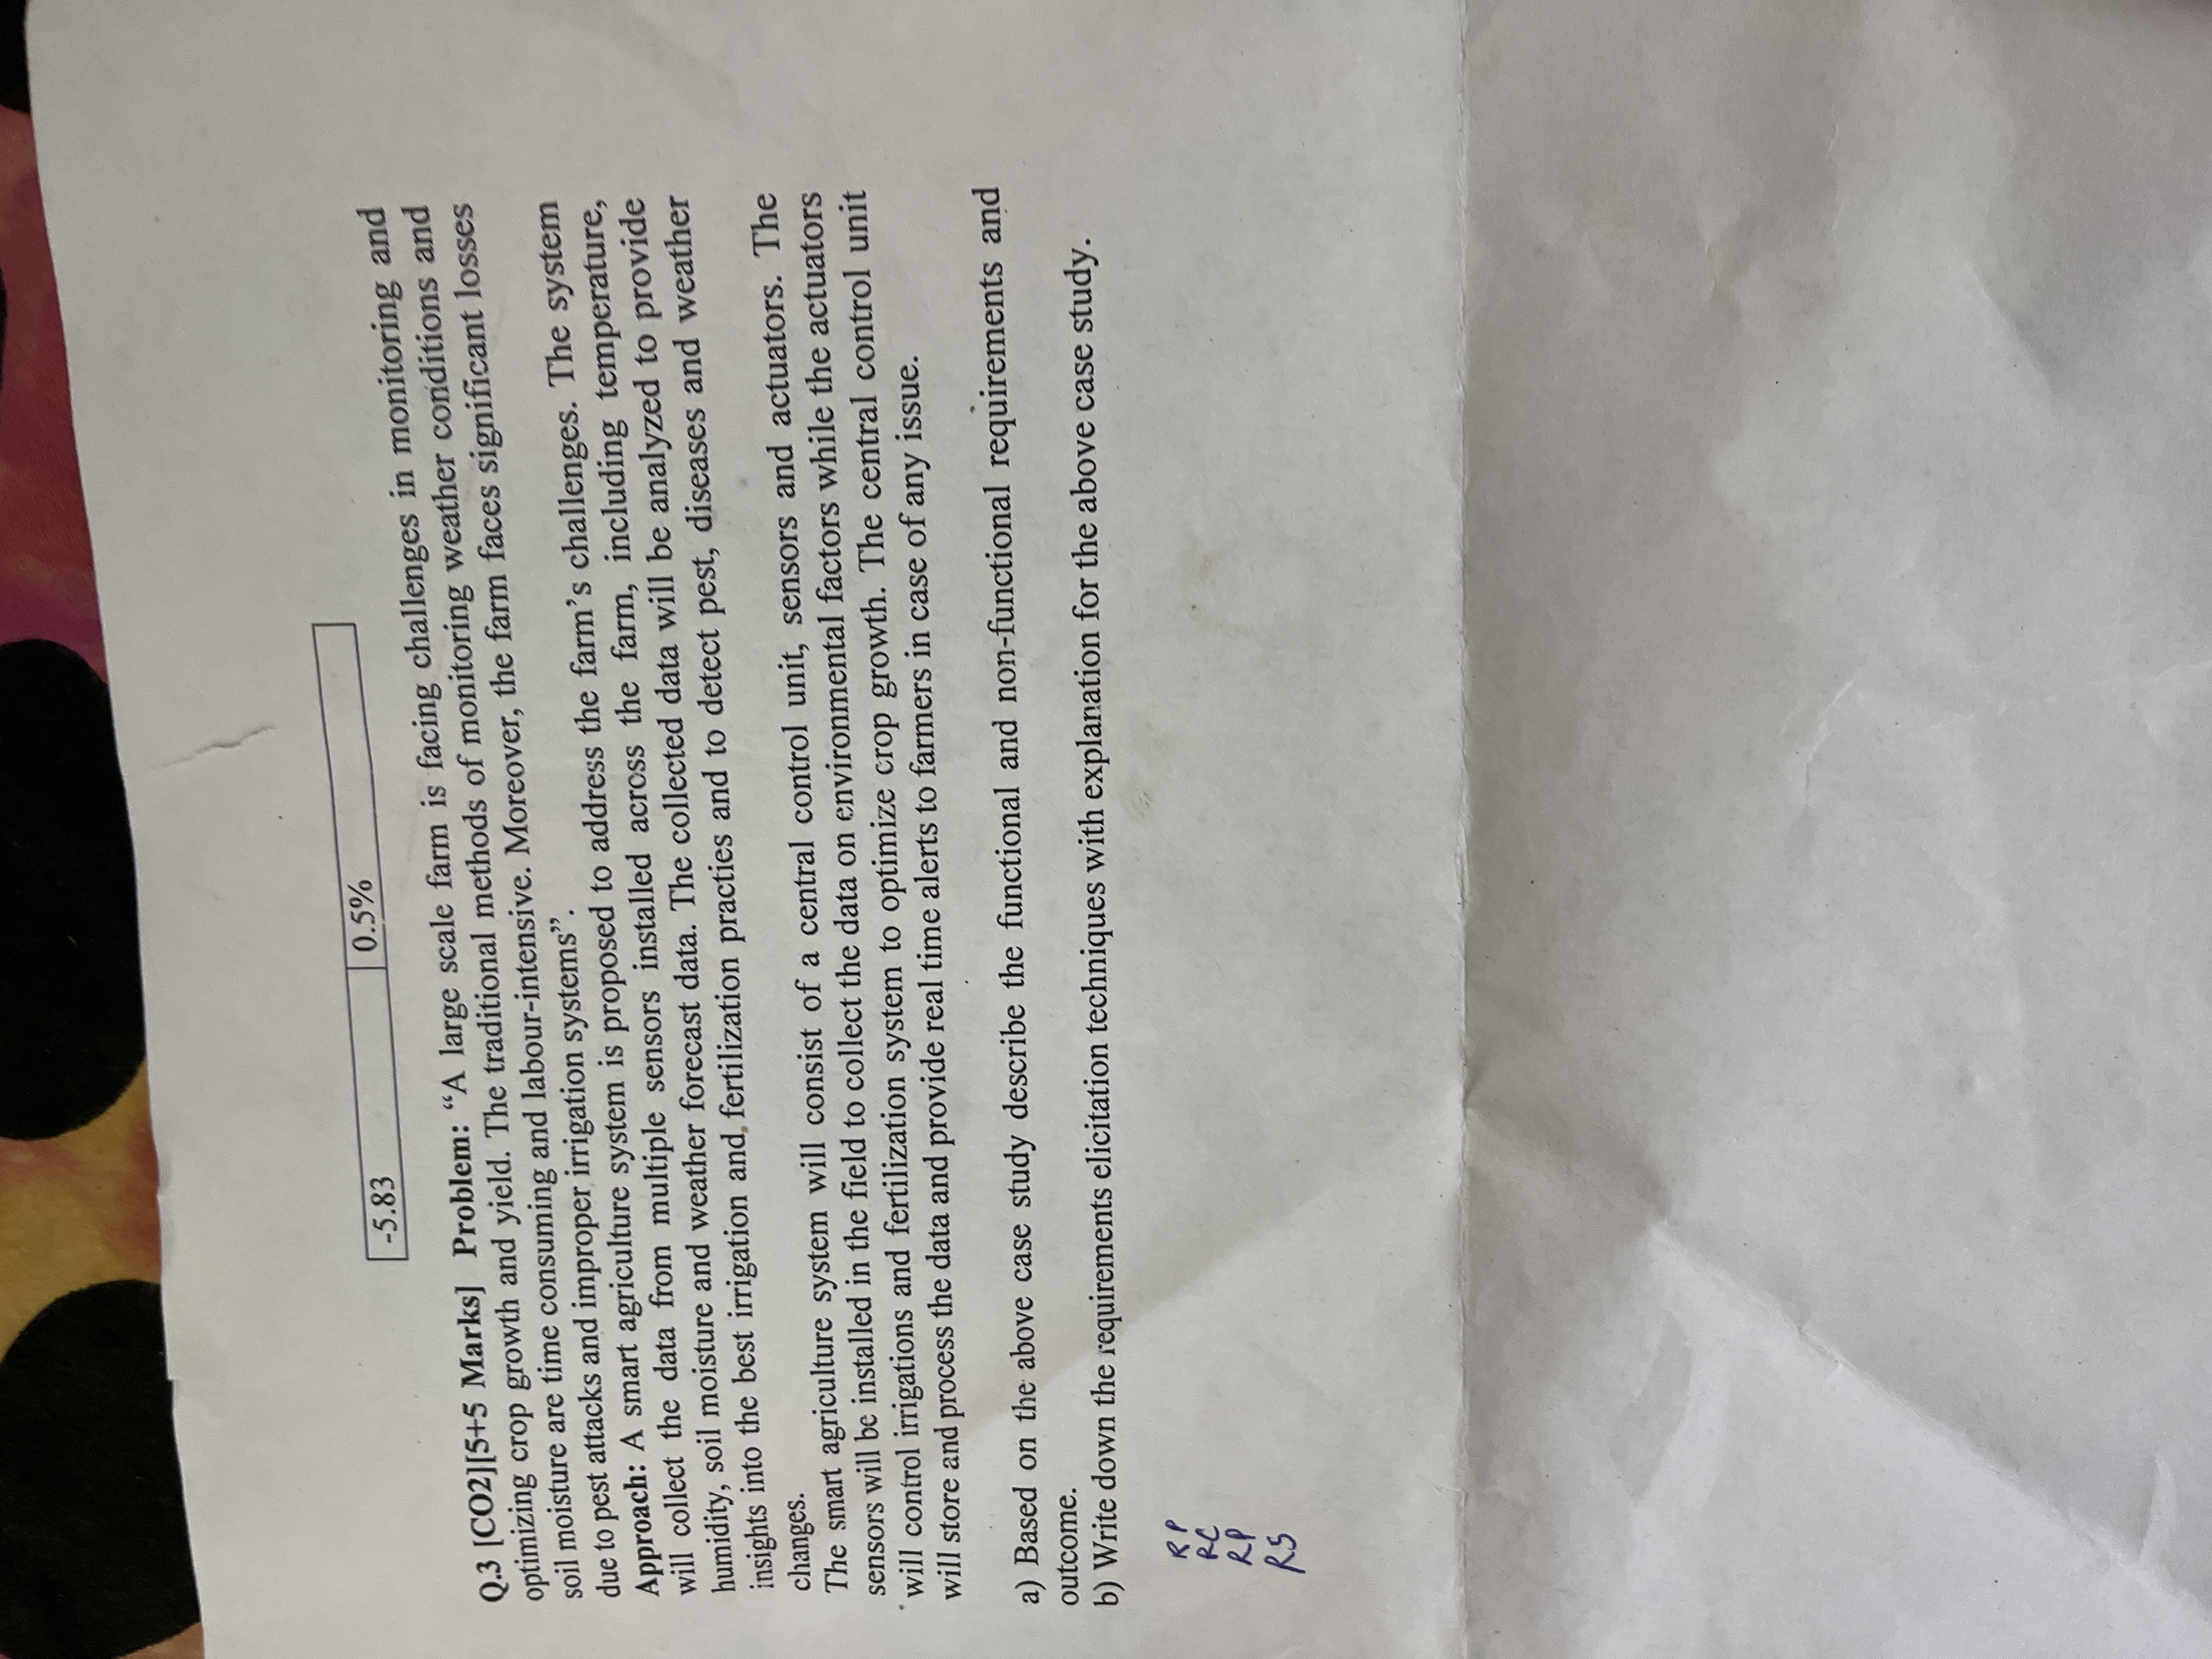 -5.83 0.5%
Q.3 [CO2][5+5 Marks] Problem: “A large scale farm is facing challenges in monitoring and
optimizing crop growth and yield. The traditional methods of monitoring weather conditions and
soil moisture are time consuming and labour-intensive. Moreover, the farm faces significant losses
due to pest attacks and improper irrigation systems”.
Approach: A smart agriculture system is proposed to address the farm’s challenges. The system
will collect the data from multiple sensors installed across the farm, including temperature,
humidity, soil moisture and weather forecast data. The collected data will be analyzed to provide
insights into the best irrigation and fertilization practies and to detect pest, diseases and weather
changes.
The smart agriculture system will consist of a central control unit, sensors and actuators. The
sensors will be installed in the field to collect the data on environmental factors while the actuators
will control irrigations and fertilization system to optimize crop growth. The central control unit
will store and process the data and provide real time alerts to farmers in case of any issue.
a) Based on the above case study describe the functional and non-functional requirements and
outcome.
b) Write down the requirements elicitation techniques with explanation for the above case study.
RP
RC
RP
RS